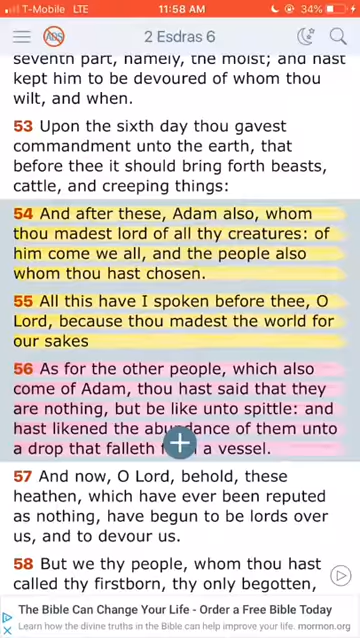 T-Mobile LTE 11:58 AM 34%
ADS 2 Esdras 6
seventh part, namely, the moist; and hast
kept him to be devoured of whom thou
wilt, and when.
53 Upon the sixth day thou gavest
commandment unto the earth, that
before thee it should bring forth beasts,
cattle, and creeping things:
54 And after these, Adam also, whom
thou madest lord of all thy creatures: of
him come we all, and the people also
whom thou hast chosen.
55 All this have I spoken before thee, O
Lord, because thou madest the world for
our sakes
56 As for the other people, which also
come of Adam, thou hast said that they
are nothing, but be like unto spittle: and
hast likened the abundance of them unto
a drop that falleth a vessel.
57 And now, O Lord, behold, these
heathen, which have ever been reputed
as nothing, have begun to be lords over
us, and to devour us.
58 But we thy people, whom thou hast
called thy firstborn, thy only begotten,
The Bible Can Change Your Life - Order a Free Bible Today
Learn how the divine truths in the Bible can help improve your life. mormon.org